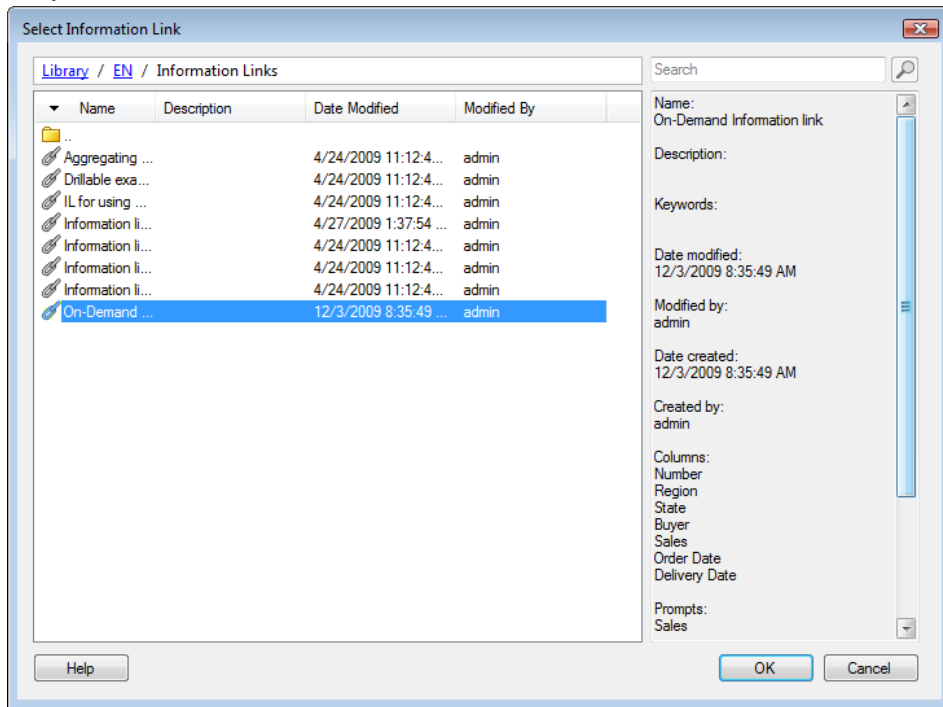 Select Information Link
Library / EN / Information Links
Search
Name Description Date Modified Modified By
..
Aggregating ... 4/24/2009 11:12:4... admin
Drillable exa... 4/24/2009 11:12:4... admin
IL for using ... 4/24/2009 11:12:4... admin
Information li... 4/27/2009 1:37:54 ... admin
Information li... 4/24/2009 11:12:4... admin
Information li... 4/24/2009 11:12:4... admin
Information li... 4/24/2009 11:12:4... admin
On-Demand ... 12/3/2009 8:35:49 ... admin
Name:
On-Demand Information link
Description:
Keywords:
Date modified:
12/3/2009 8:35:49 AM
Modified by:
admin
Date created:
12/3/2009 8:35:49 AM
Created by:
admin
Columns:
Number
Region
State
Buyer
Sales
Order Date
Delivery Date
Prompts:
Sales
Help OK Cancel